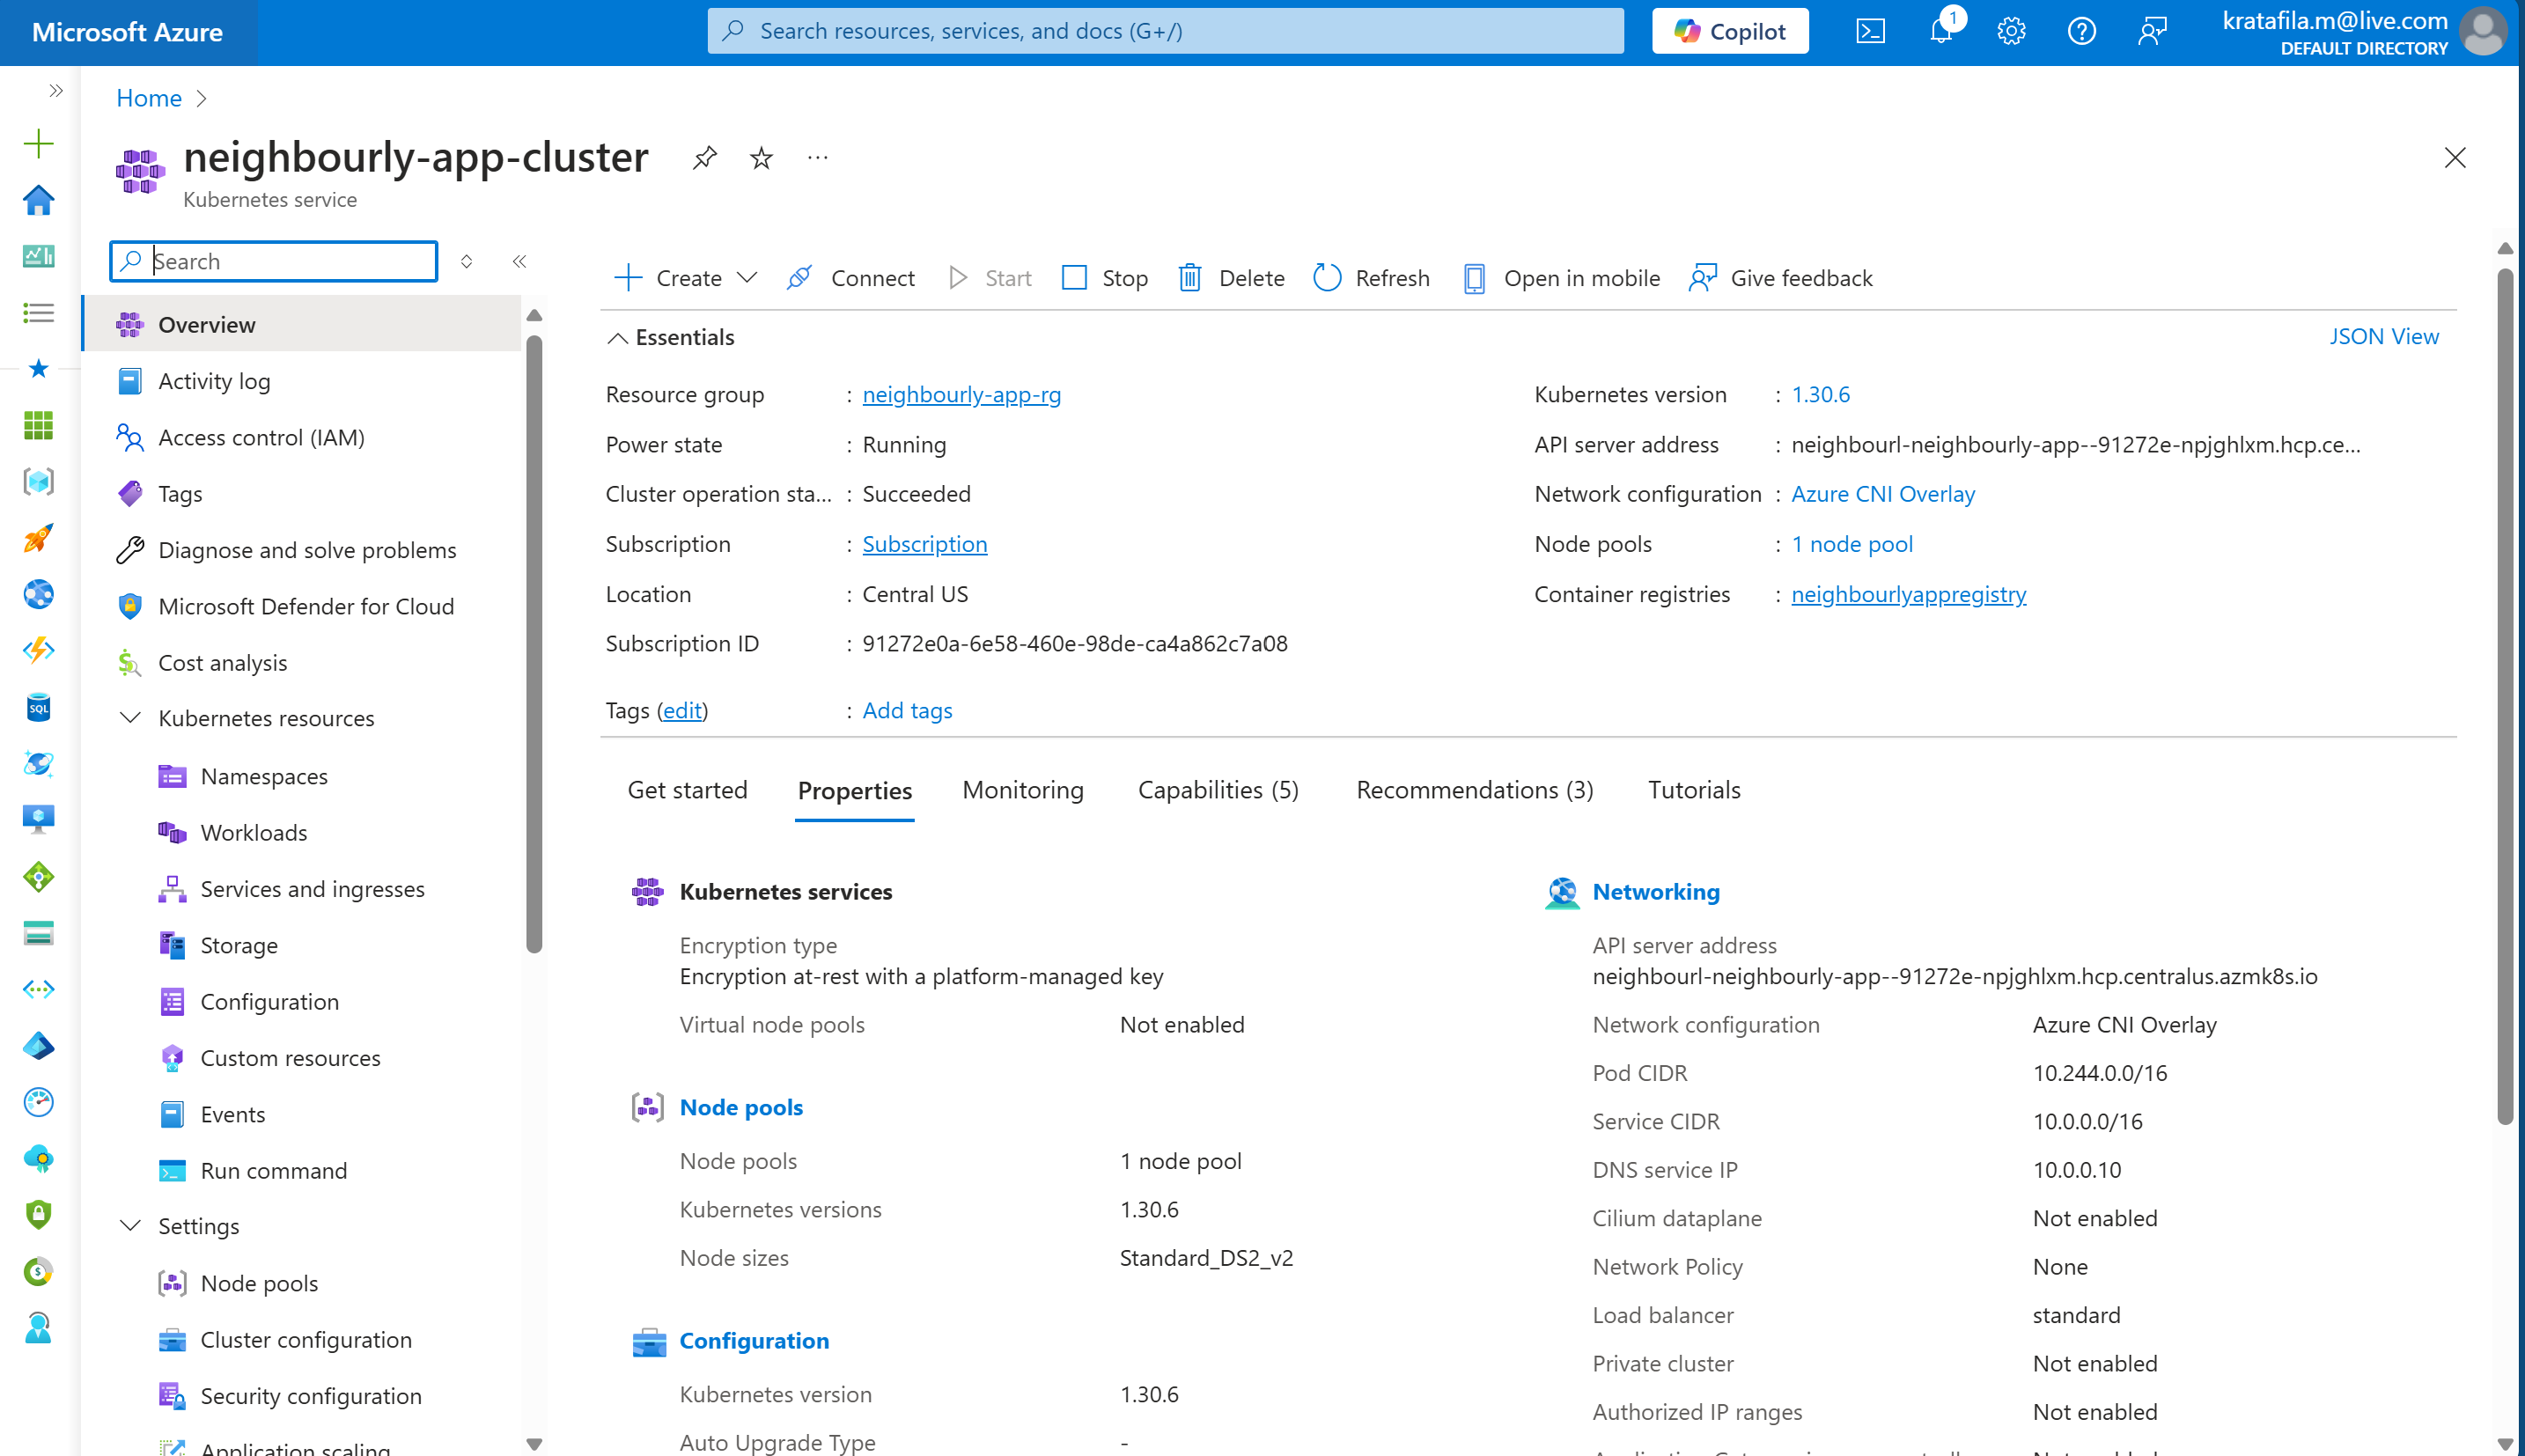 Microsoft Azure
Search resources, services, and docs (G+/)
Copilot
1
kratafila.m@live.com
DEFAULT DIRECTORY
Home
neighbourly-app-cluster
Kubernetes service
Search
Create
Connect
Start
Stop
Delete
Refresh
Open in mobile
Give feedback
Overview
Activity log
Access control (IAM)
Tags
Diagnose and solve problems
Microsoft Defender for Cloud
Cost analysis
Kubernetes resources
Namespaces
Workloads
Services and ingresses
Storage
Configuration
Custom resources
Events
Run command
Settings
Node pools
Cluster configuration
Security configuration
Application scaling
SQL
Essentials
JSON View
Resource group : neighbourly-app-rg
Power state : Running
Cluster operation sta... : Succeeded
Subscription : Subscription
Location : Central US
Subscription ID : 91272e0a-6e58-460e-98de-ca4a862c7a08
Tags (edit) : Add tags
Kubernetes version : 1.30.6
API server address : neighbourl-neighbourly-app--91272e-npjghlxm.hcp.ce...
Network configuration : Azure CNI Overlay
Node pools : 1 node pool
Container registries : neighbourlyappregistry
Get started
Properties
Monitoring
Capabilities (5)
Recommendations (3)
Tutorials
Kubernetes services
Encryption type
Encryption at-rest with a platform-managed key
Virtual node pools Not enabled
Node pools
Node pools 1 node pool
Kubernetes versions 1.30.6
Node sizes Standard_DS2_v2
Configuration
Kubernetes version 1.30.6
Auto Upgrade Type -
Networking
API server address
neighbourl-neighbourly-app--91272e-npjghlxm.hcp.centralus.azmk8s.io
Network configuration Azure CNI Overlay
Pod CIDR 10.244.0.0/16
Service CIDR 10.0.0.0/16
DNS service IP 10.0.0.10
Cilium dataplane Not enabled
Network Policy None
Load balancer standard
Private cluster Not enabled
Authorized IP ranges Not enabled